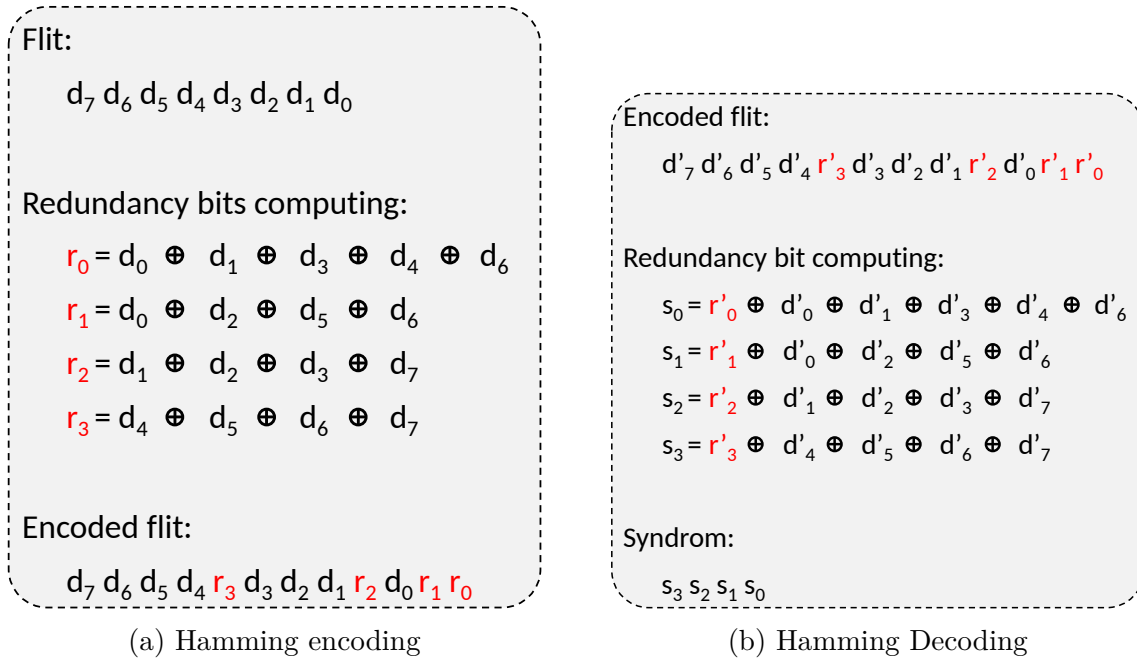 Flit:
d₇ d₆ d₅ d₄ d₃ d₂ d₁ d₀
Redundancy bits computing:
r₀ = d₀ ⊕ d₁ ⊕ d₃ ⊕ d₄ ⊕ d₆
r₁ = d₀ ⊕ d₂ ⊕ d₅ ⊕ d₆
r₂ = d₁ ⊕ d₂ ⊕ d₃ ⊕ d₇
r₃ = d₄ ⊕ d₅ ⊕ d₆ ⊕ d₇
Encoded flit:
d₇ d₆ d₅ d₄ r₃ d₃ d₂ d₁ r₂ d₀ r₁ r₀
(a) Hamming encoding
Encoded flit:
d’₇ d’₆ d’₅ d’₄ r’₃ d’₃ d’₂ d’₁ r’₂ d’₀ r’₁ r’₀
Redundancy bit computing:
s₀ = r’₀ ⊕ d’₀ ⊕ d’₁ ⊕ d’₃ ⊕ d’₄ ⊕ d’₆
s₁ = r’₁ ⊕ d’₀ ⊕ d’₂ ⊕ d’₅ ⊕ d’₆
s₂ = r’₂ ⊕ d’₁ ⊕ d’₂ ⊕ d’₃ ⊕ d’₇
s₃ = r’₃ ⊕ d’₄ ⊕ d’₅ ⊕ d’₆ ⊕ d’₇
Syndrom:
s₃ s₂ s₁ s₀
(b) Hamming Decoding